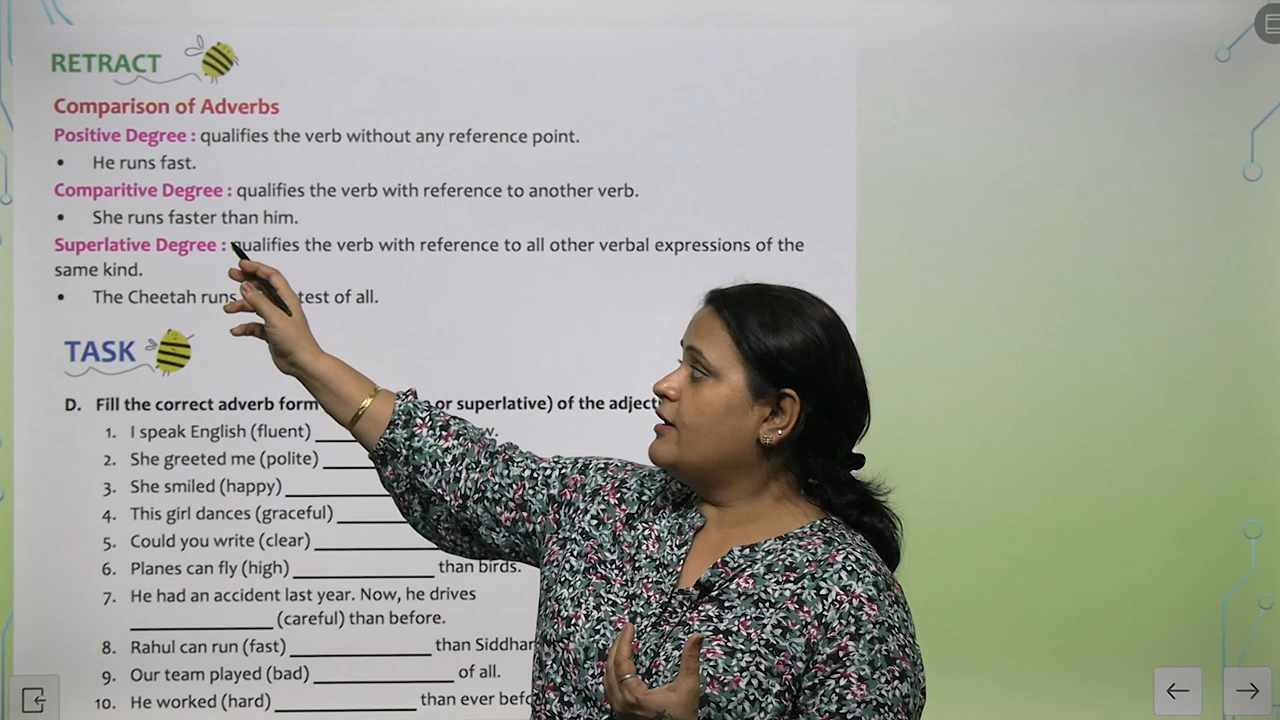 RETRACT
Comparison of Adverbs
Positive Degree : qualifies the verb without any reference point.
• He runs fast.
Comparitive Degree : qualifies the verb with reference to another verb.
• She runs faster than him.
Superlative Degree : qualifies the verb with reference to all other verbal expressions of the
same kind.
• The Cheetah runs of all.
TASK
D. Fill the correct adverb form or superlative) of the
1. I speak English (fluent)
2. She greeted me (polite)
3. She smiled (happy)
4. This girl dances (graceful)
5. Could you write (clear)
6. Planes can fly (high) ____________ than birds.
7. He had an accident last year. Now, he drives
____________ (careful) than before.
8. Rahul can run (fast) ____________ than
9. Our team played (bad) ____________ of all.
10. He worked (hard) ____________ than ever